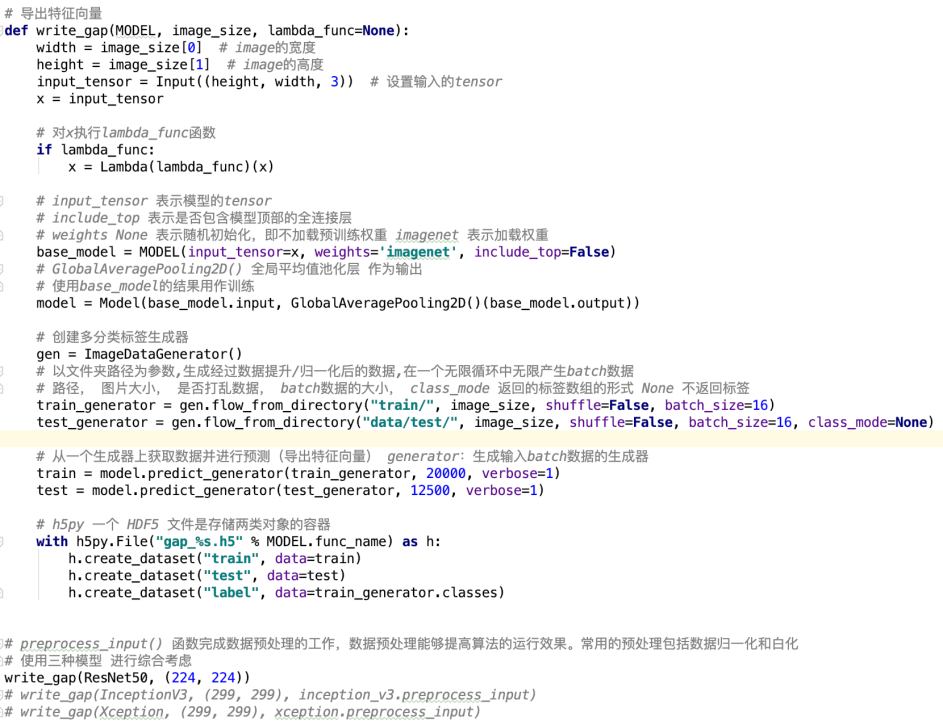 # 导出特征向量
def write_gap(MODEL, image_size, lambda_func=None):
    width = image_size[0]  # image的宽度
    height = image_size[1]  # image的高度
    input_tensor = Input((height, width, 3))  # 设置输入的tensor
    x = input_tensor

    # 对x执行lambda_func函数
    if lambda_func:
        x = Lambda(lambda_func)(x)

    # input_tensor 表示模型的tensor
    # include_top 表示是否包含模型顶部的全连接层
    # weights None 表示随机初始化，即不加载预训练权重 imagenet 表示加载权重
    base_model = MODEL(input_tensor=x, weights='imagenet', include_top=False)
    # GlobalAveragePooling2D() 全局平均值池化层 作为输出
    # 使用base_model的结果用作训练
    model = Model(base_model.input, GlobalAveragePooling2D()(base_model.output))

    # 创建多分类标签生成器
    gen = ImageDataGenerator()
    # 以文件夹路径为参数,生成经过数据提升/归一化后的数据,在一个无限循环中无限产生batch数据
    # 路径， 图片大小， 是否打乱数据， batch数据的大小， class_mode 返回的标签数组的形式 None 不返回标签
    train_generator = gen.flow_from_directory("train/", image_size, shuffle=False, batch_size=16)
    test_generator = gen.flow_from_directory("data/test/", image_size, shuffle=False, batch_size=16, class_mode=None)

    # 从一个生成器上获取数据并进行预测（导出特征向量） generator：生成输入batch数据的生成器
    train = model.predict_generator(train_generator, 20000, verbose=1)
    test = model.predict_generator(test_generator, 12500, verbose=1)

    # h5py 一个 HDF5 文件是存储两类对象的容器
    with h5py.File("gap_%s.h5" % MODEL.func_name) as h:
        h.create_dataset("train", data=train)
        h.create_dataset("test", data=test)
        h.create_dataset("label", data=train_generator.classes)


# preprocess_input() 函数完成数据预处理的工作，数据预处理能够提高算法的运行效果。常用的预处理包括数据归一化和白化
# 使用三种模型 进行综合考虑
write_gap(ResNet50, (224, 224))
# write_gap(InceptionV3, (299, 299), inception_v3.preprocess_input)
# write_gap(Xception, (299, 299), xception.preprocess_input)